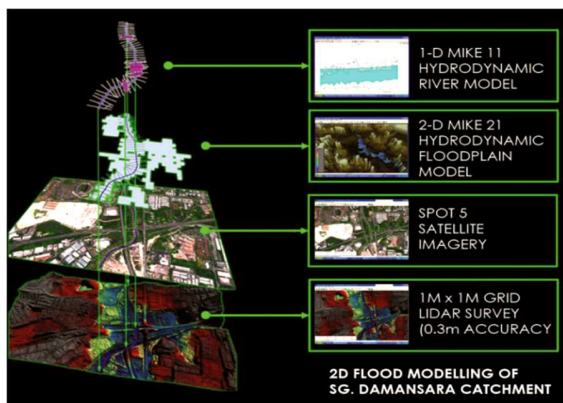 1-D MIKE 11
HYDRODYNAMIC
RIVER MODEL
2-D MIKE 21
HYDRODYNAMIC
FLOODPLAIN
MODEL
SPOT 5
SATELLITE
IMAGERY
1M x 1M GRID
LIDAR SURVEY
(0.3m ACCURACY
2D FLOOD MODELLING OF
SG. DAMANSARA CATCHMENT